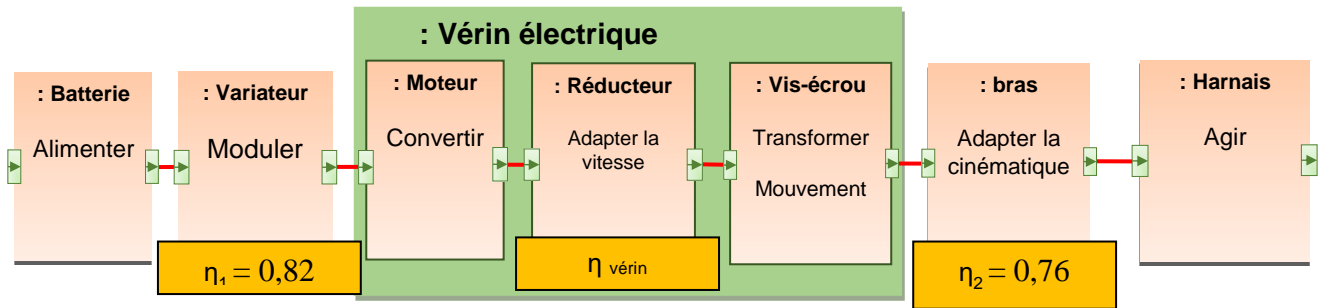 : Vérin électrique
: Batterie
Alimenter
: Variateur
Moduler
: Moteur
Convertir
: Réducteur
Adapter la
vitesse
: Vis-écrou
Transformer
Mouvement
: bras
Adapter la
cinématique
: Harnais
Agir
η₁ = 0,82
η vérin
η₂ = 0,76